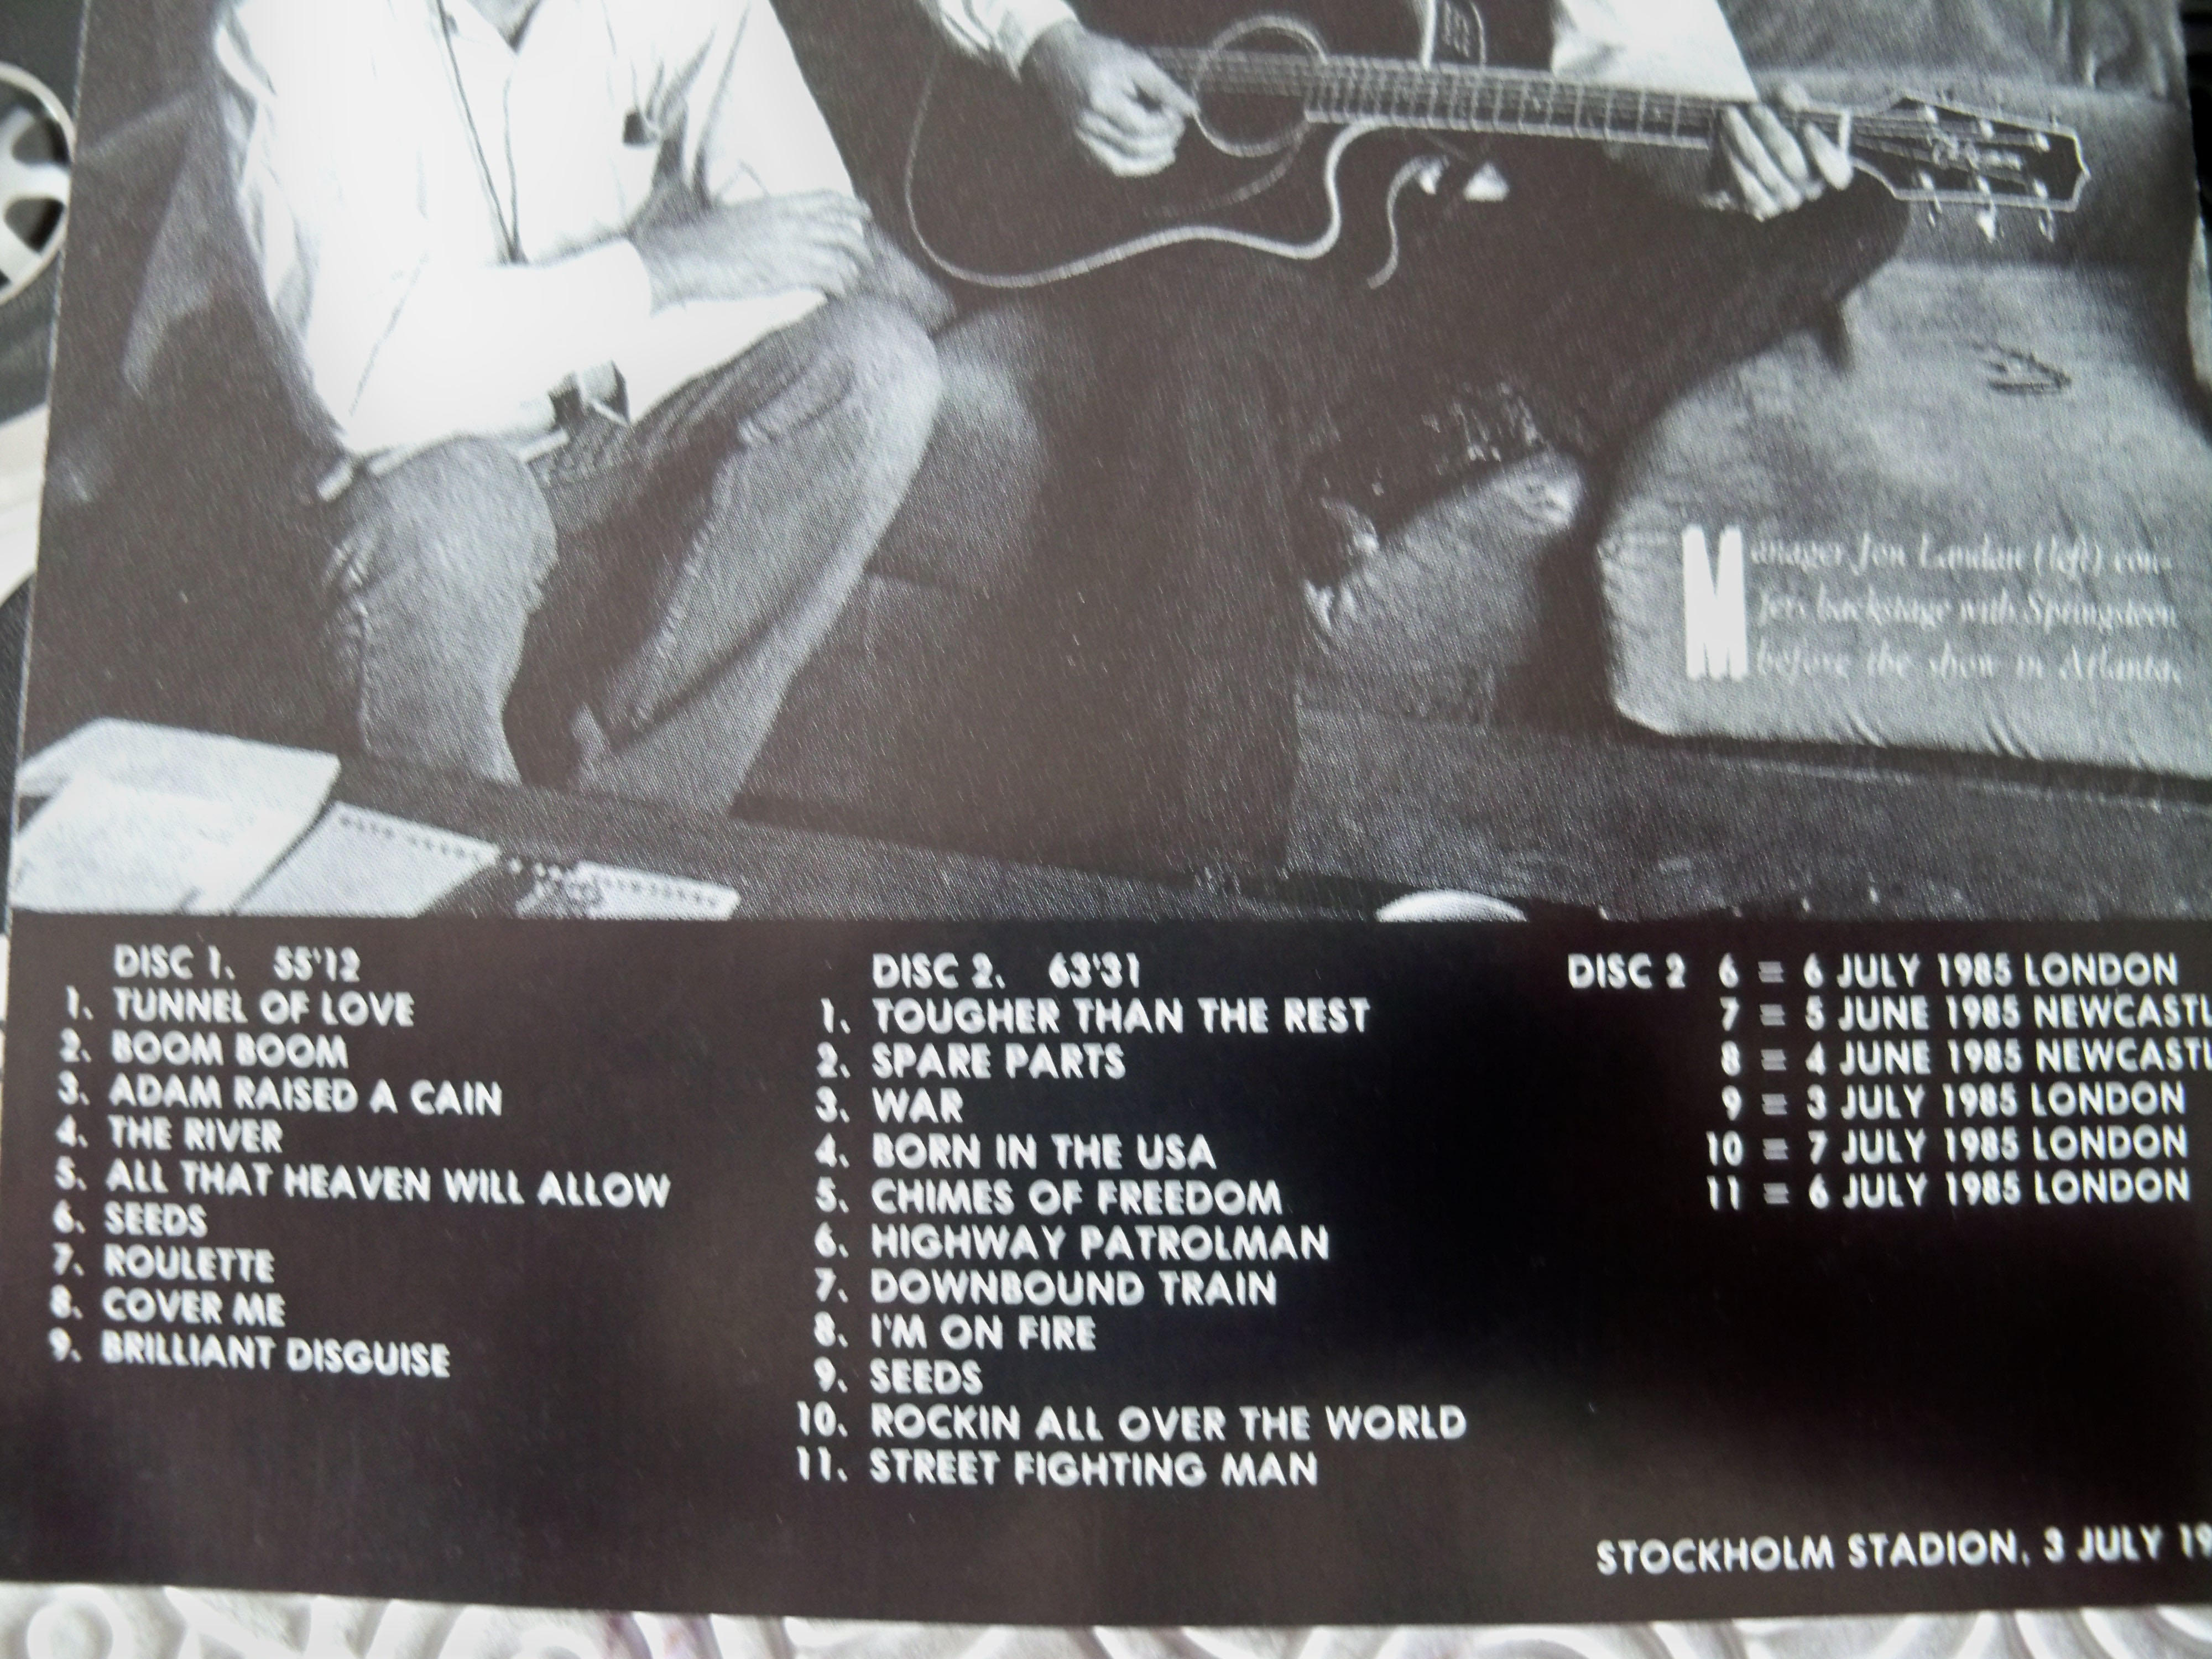 Manager Jon Landau (left) con-
fers backstage with Springsteen
before the show in Atlanta.
DISC 1. 55'12
1. TUNNEL OF LOVE
2. BOOM BOOM
3. ADAM RAISED A CAIN
4. THE RIVER
5. ALL THAT HEAVEN WILL ALLOW
6. SEEDS
7. ROULETTE
8. COVER ME
9. BRILLIANT DISGUISE
DISC 2. 63'31
1. TOUGHER THAN THE REST
2. SPARE PARTS
3. WAR
4. BORN IN THE USA
5. CHIMES OF FREEDOM
6. HIGHWAY PATROLMAN
7. DOWNBOUND TRAIN
8. I'M ON FIRE
9. SEEDS
10. ROCKIN ALL OVER THE WORLD
11. STREET FIGHTING MAN
DISC 2 6 = 6 JULY 1985 LONDON
7 = 5 JUNE 1985 NEWCASTL
8 = 4 JUNE 1985 NEWCASTL
9 = 3 JULY 1985 LONDON
10 = 7 JULY 1985 LONDON
11 = 6 JULY 1985 LONDON
STOCKHOLM STADION. 3 JULY 19